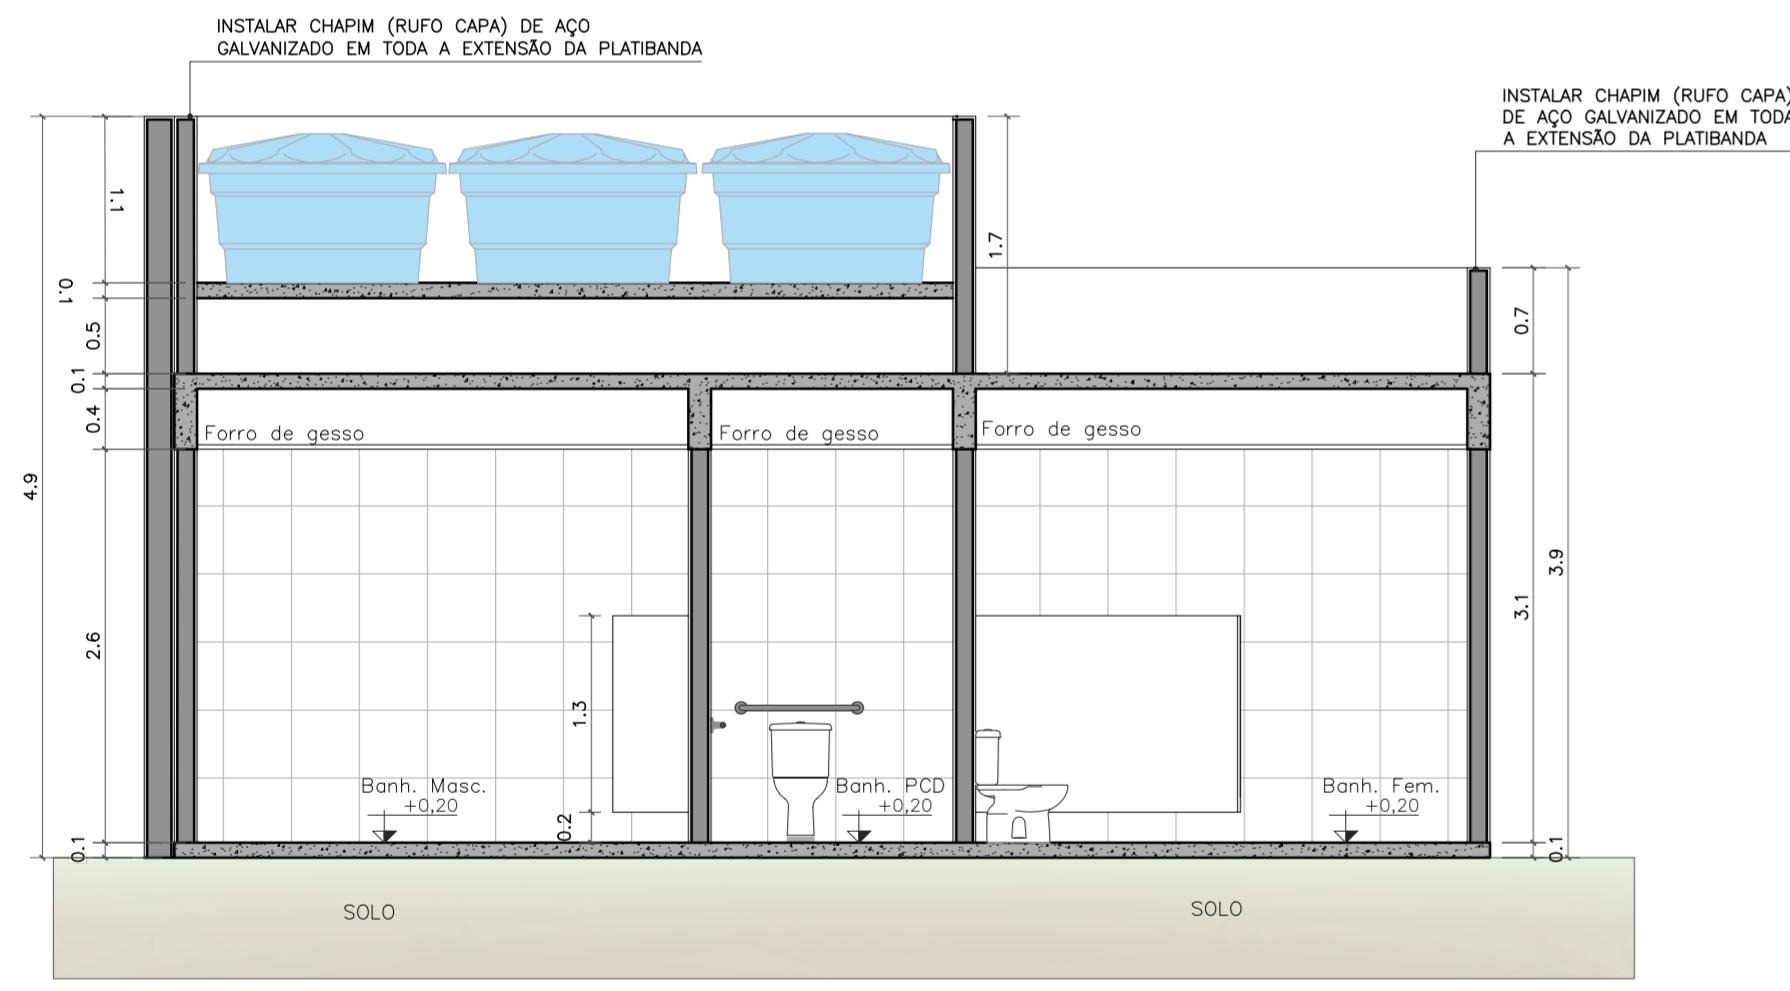 INSTALAR CHAPIM (RUFO CAPA) DE AÇO
GALVANIZADO EM TODA A EXTENSÃO DA PLATIBANDA
INSTALAR CHAPIM (RUFO CAPA)
DE AÇO GALVANIZADO EM TODA
A EXTENSÃO DA PLATIBANDA
1.1
1.7
0.1
0.5
0.7
0.1
0.4
Forro de gesso
Forro de gesso
Forro de gesso
4.9
3.9
3.1
2.6
1.3
Banh. Masc.
+0,20
Banh. PCD
+0,20
Banh. Fem.
+0,20
0.2
0.1
0.1
SOLO
SOLO